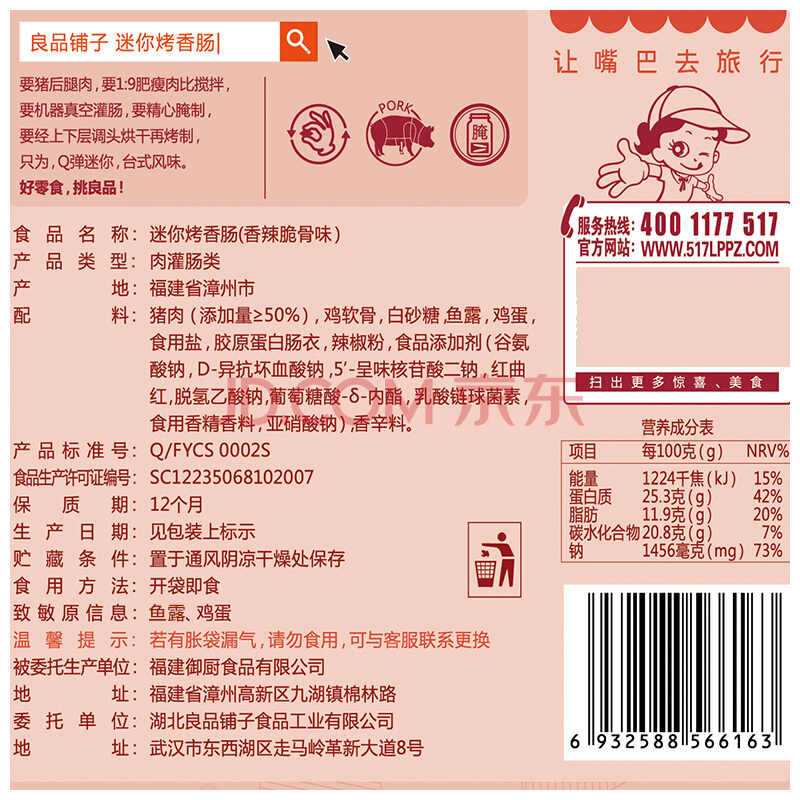 良品铺子 迷你烤香肠
要猪后腿肉，要1:9肥瘦肉比搅拌，
要机器真空灌肠，要精心腌制，
要经上下层调头烘干再烤制，
只为，Q弹迷你，台式风味。
好零食，挑良品！
PORK
腌
让嘴巴去旅行
服务热线：400 1177 517
官方网站：WWW.517LPPZ.COM
扫出更多惊喜、美食
食品名称：迷你烤香肠(香辣脆骨味)
产品类型：肉灌肠类
产地：福建省漳州市
配料：猪肉（添加量≥50%），鸡软骨，白砂糖，鱼露，鸡蛋，
食用盐，胶原蛋白肠衣，辣椒粉，食品添加剂（谷氨
酸钠，D-异抗坏血酸钠，5′-呈味核苷酸二钠，红曲
红，脱氢乙酸钠，葡萄糖酸-δ-内酯，乳酸链球菌素，
食用香精香料，亚硝酸钠），香辛料。
产品标准号：Q/FYCS 0002S
食品生产许可证编号：SC12235068102007
保质期：12个月
生产日期：见包装上标示
贮藏条件：置于通风阴凉干燥处保存
食用方法：开袋即食
致敏原信息：鱼露、鸡蛋
温馨提示：若有胀袋漏气，请勿食用，可与客服联系更换
被委托生产单位：福建御厨食品有限公司
地址：福建省漳州高新区九湖镇棉林路
委托单位：湖北良品铺子食品工业有限公司
地址：武汉市东西湖区走马岭革新大道8号
营养成分表
项目 每100克(g) NRV%
能量 1224千焦(kJ) 15%
蛋白质 25.3克(g) 42%
脂肪 11.9克(g) 20%
碳水化合物 20.8克(g) 7%
钠 1456毫克(mg) 73%
6 932588 566163
JD.COM 京东